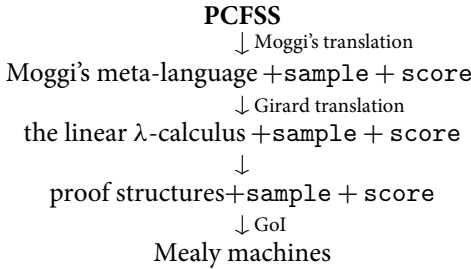 PCFSS
↓ Moggi's translation
Moggi's meta-language +sample + score
↓ Girard translation
the linear λ-calculus +sample + score
↓
proof structures+sample + score
↓ GoI
Mealy machines